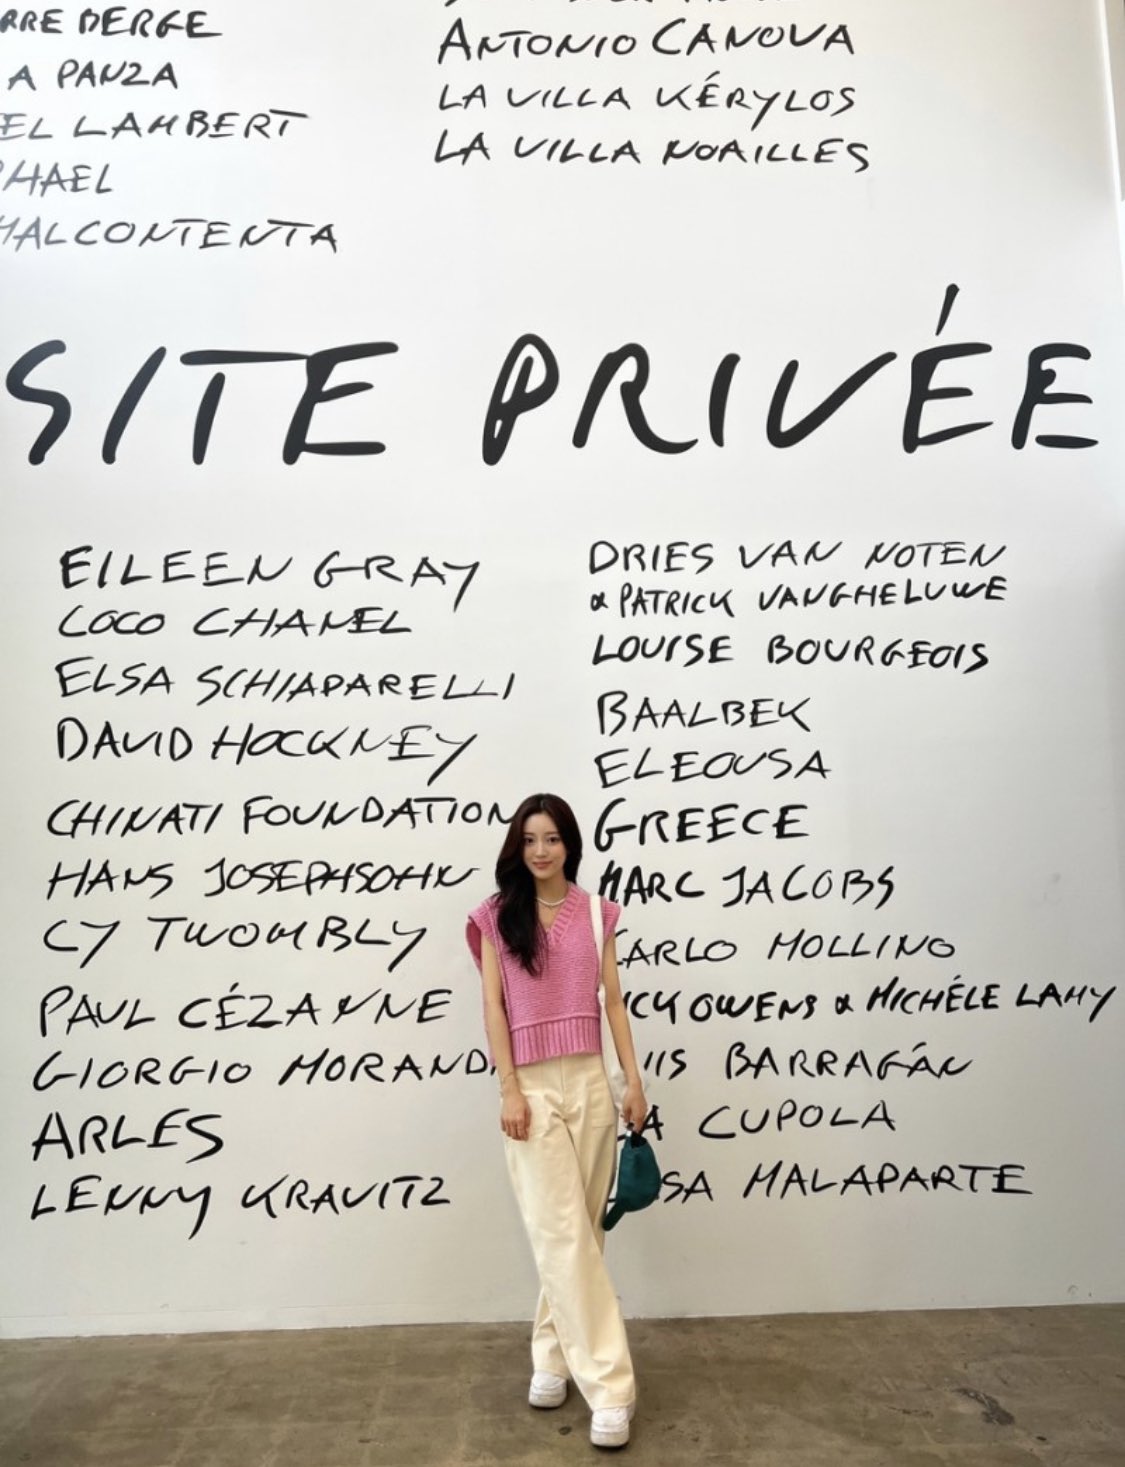 RRE BERGE
A PANZA
EL LAMBERT
PHAEL
MALCONTENTA
ANTONIO CANOVA
LA VILLA KÉRYLOS
LA VILLA NOAILLES
SITE PRIVÉE
EILEEN GRAY
COCO CHANEL
ELSA SCHIAPARELLI
DAVID HOCKNEY
CHINATI FOUNDATION
HANS JOSEPHSOHN
CY TWOMBLY
PAUL CÉZANNE
GIORGIO MORANDI
ARLES
LENNY KRAVITZ
DRIES VAN NOTEN
& PATRICK VANGHELUWE
LOUISE BOURGEOIS
BAALBEK
ELEOUSA
GREECE
MARC JACOBS
CARLO MOLLINO
ICK OWENS & MICHÉLE LAMY
UIS BARRAGÁN
A CUPOLA
SA MALAPARTE